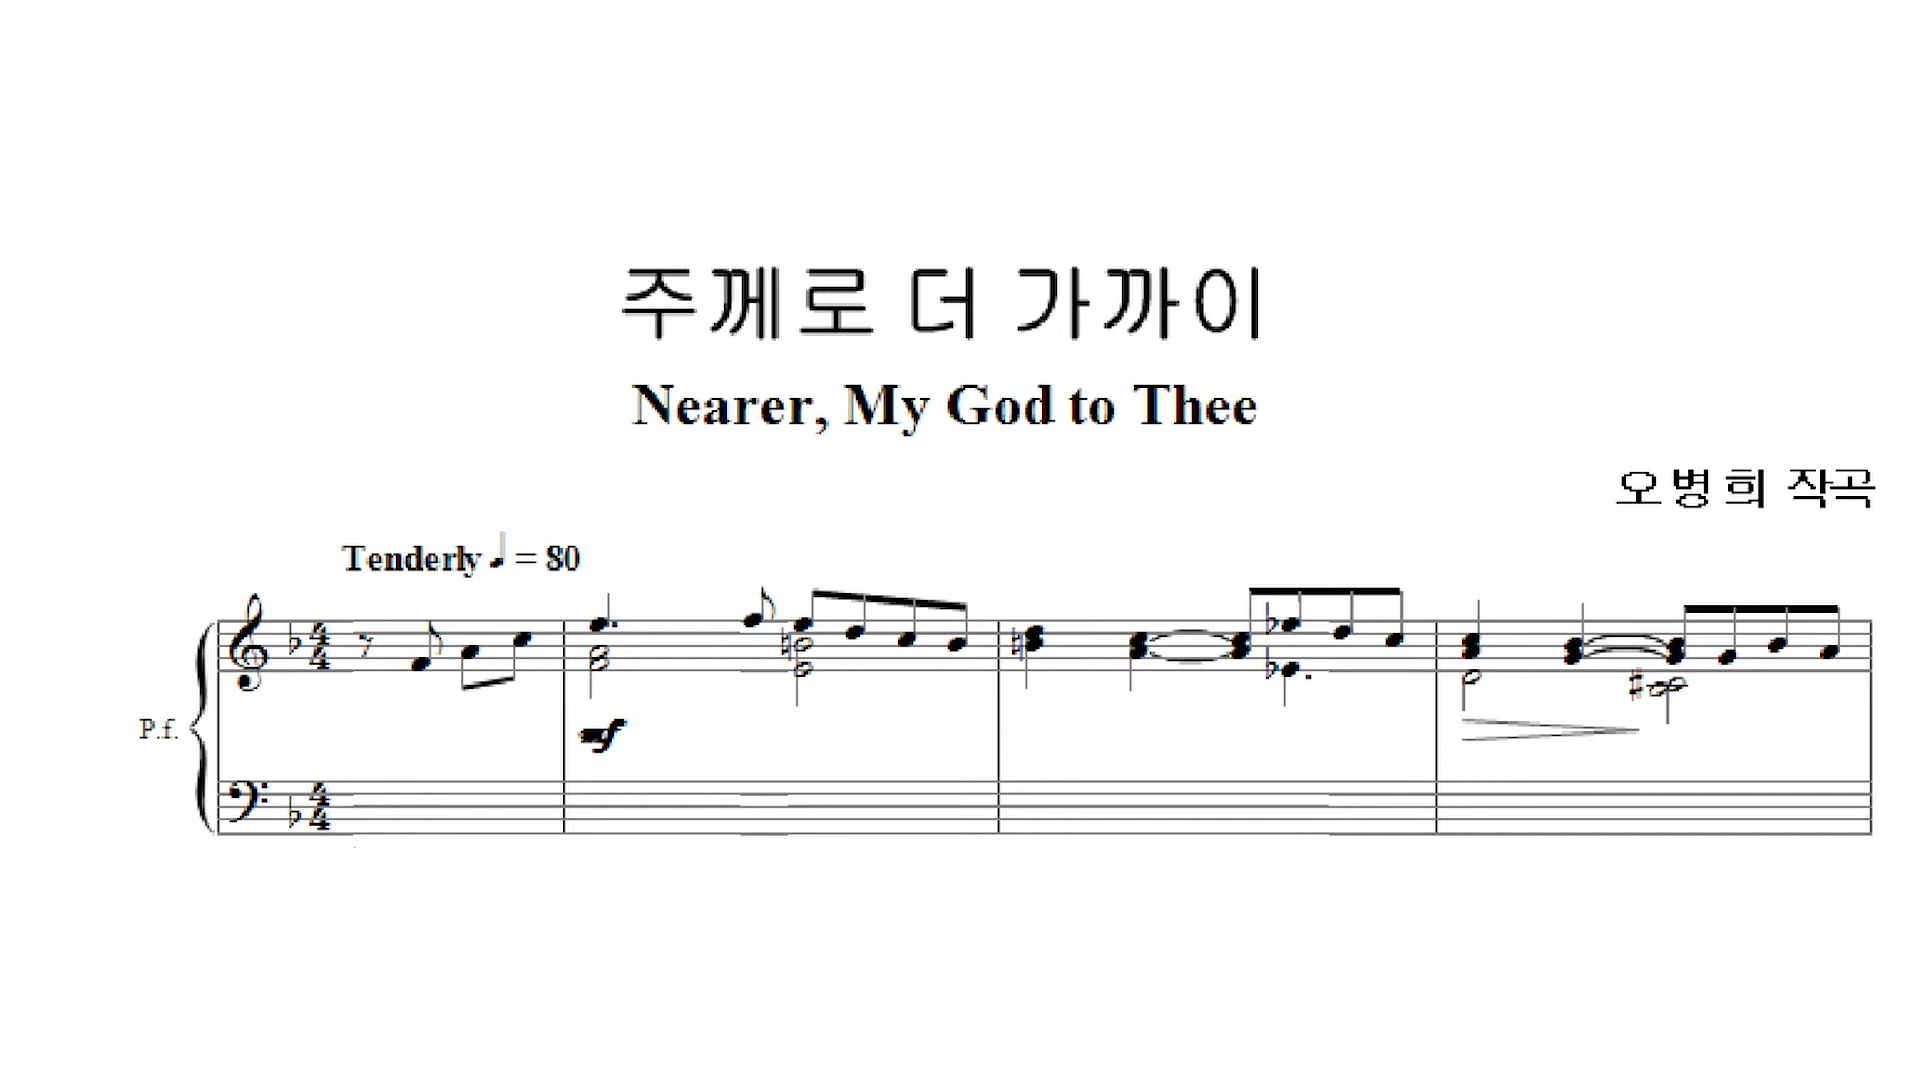 주께로 더 가까이
Nearer, My God to Thee
오병희 작곡
Tenderly ♩ = 80
P.f.
mf